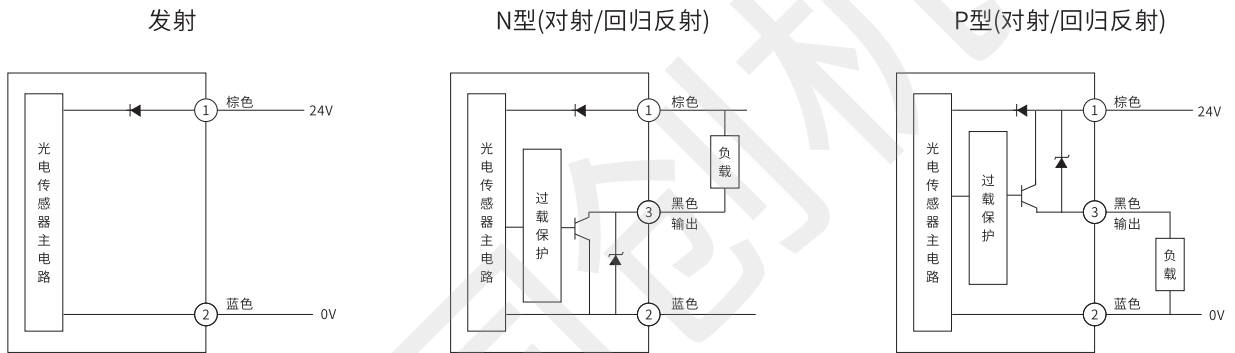 发射
光电传感器主电路
1
棕色
24V
2
蓝色
0V
N型(对射/回归反射)
光电传感器主电路
过载保护
1
棕色
负载
3
黑色
输出
2
蓝色
P型(对射/回归反射)
光电传感器主电路
过载保护
1
棕色
24V
3
黑色
输出
负载
2
蓝色
0V